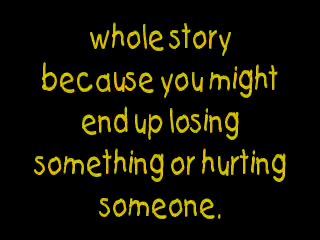 whole story
because you might
end up losing
something or hurting
someone.